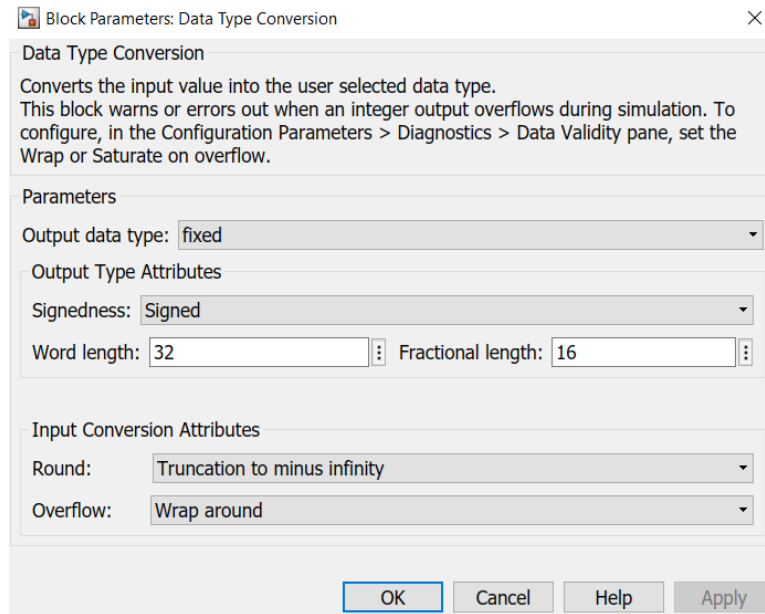 Block Parameters: Data Type Conversion
Data Type Conversion
Converts the input value into the user selected data type.
This block warns or errors out when an integer output overflows during simulation. To
configure, in the Configuration Parameters > Diagnostics > Data Validity pane, set the
Wrap or Saturate on overflow.
Parameters
Output data type: fixed
Output Type Attributes
Signedness: Signed
Word length: 32 Fractional length: 16
Input Conversion Attributes
Round: Truncation to minus infinity
Overflow: Wrap around
OK Cancel Help Apply